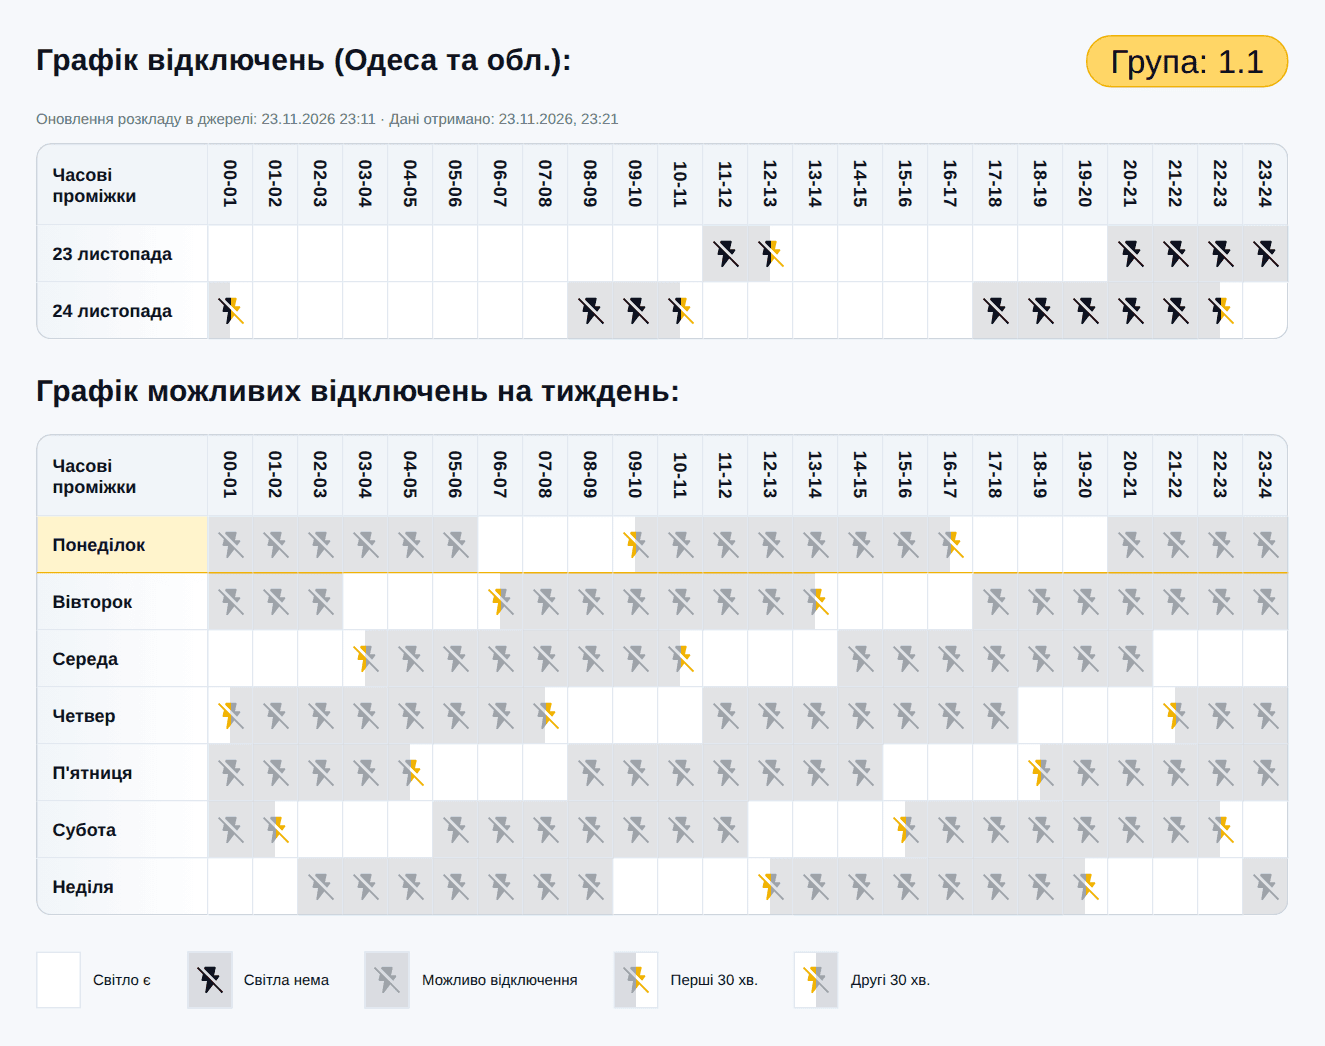 Графік відключень (Одеса та обл.):
Група: 1.1
Оновлення розкладу в джерелі: 23.11.2026 23:11 · Дані отримано: 23.11.2026, 23:21
Часові
проміжки
00-01 01-02 02-03 03-04 04-05 05-06 06-07 07-08 08-09 09-10 10-11 11-12 12-13 13-14 14-15 15-16 16-17 17-18 18-19 19-20 20-21 21-22 22-23 23-24
23 листопада
24 листопада
Графік можливих відключень на тиждень:
Часові
проміжки
00-01 01-02 02-03 03-04 04-05 05-06 06-07 07-08 08-09 09-10 10-11 11-12 12-13 13-14 14-15 15-16 16-17 17-18 18-19 19-20 20-21 21-22 22-23 23-24
Понеділок
Вівторок
Середа
Четвер
П'ятниця
Субота
Неділя
Світло є Світла нема Можливо відключення Перші 30 хв. Другі 30 хв.